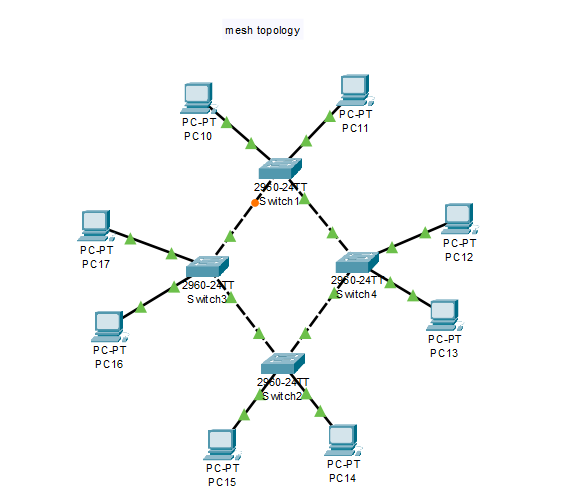 mesh topology
PC-PT
PC10
PC-PT
PC11
2960-24TT
Switch1
PC-PT
PC17
PC-PT
PC12
2960-24TT
Switch3
2960-24TT
Switch4
PC-PT
PC16
PC-PT
PC13
2960-24TT
Switch2
PC-PT
PC15
PC-PT
PC14